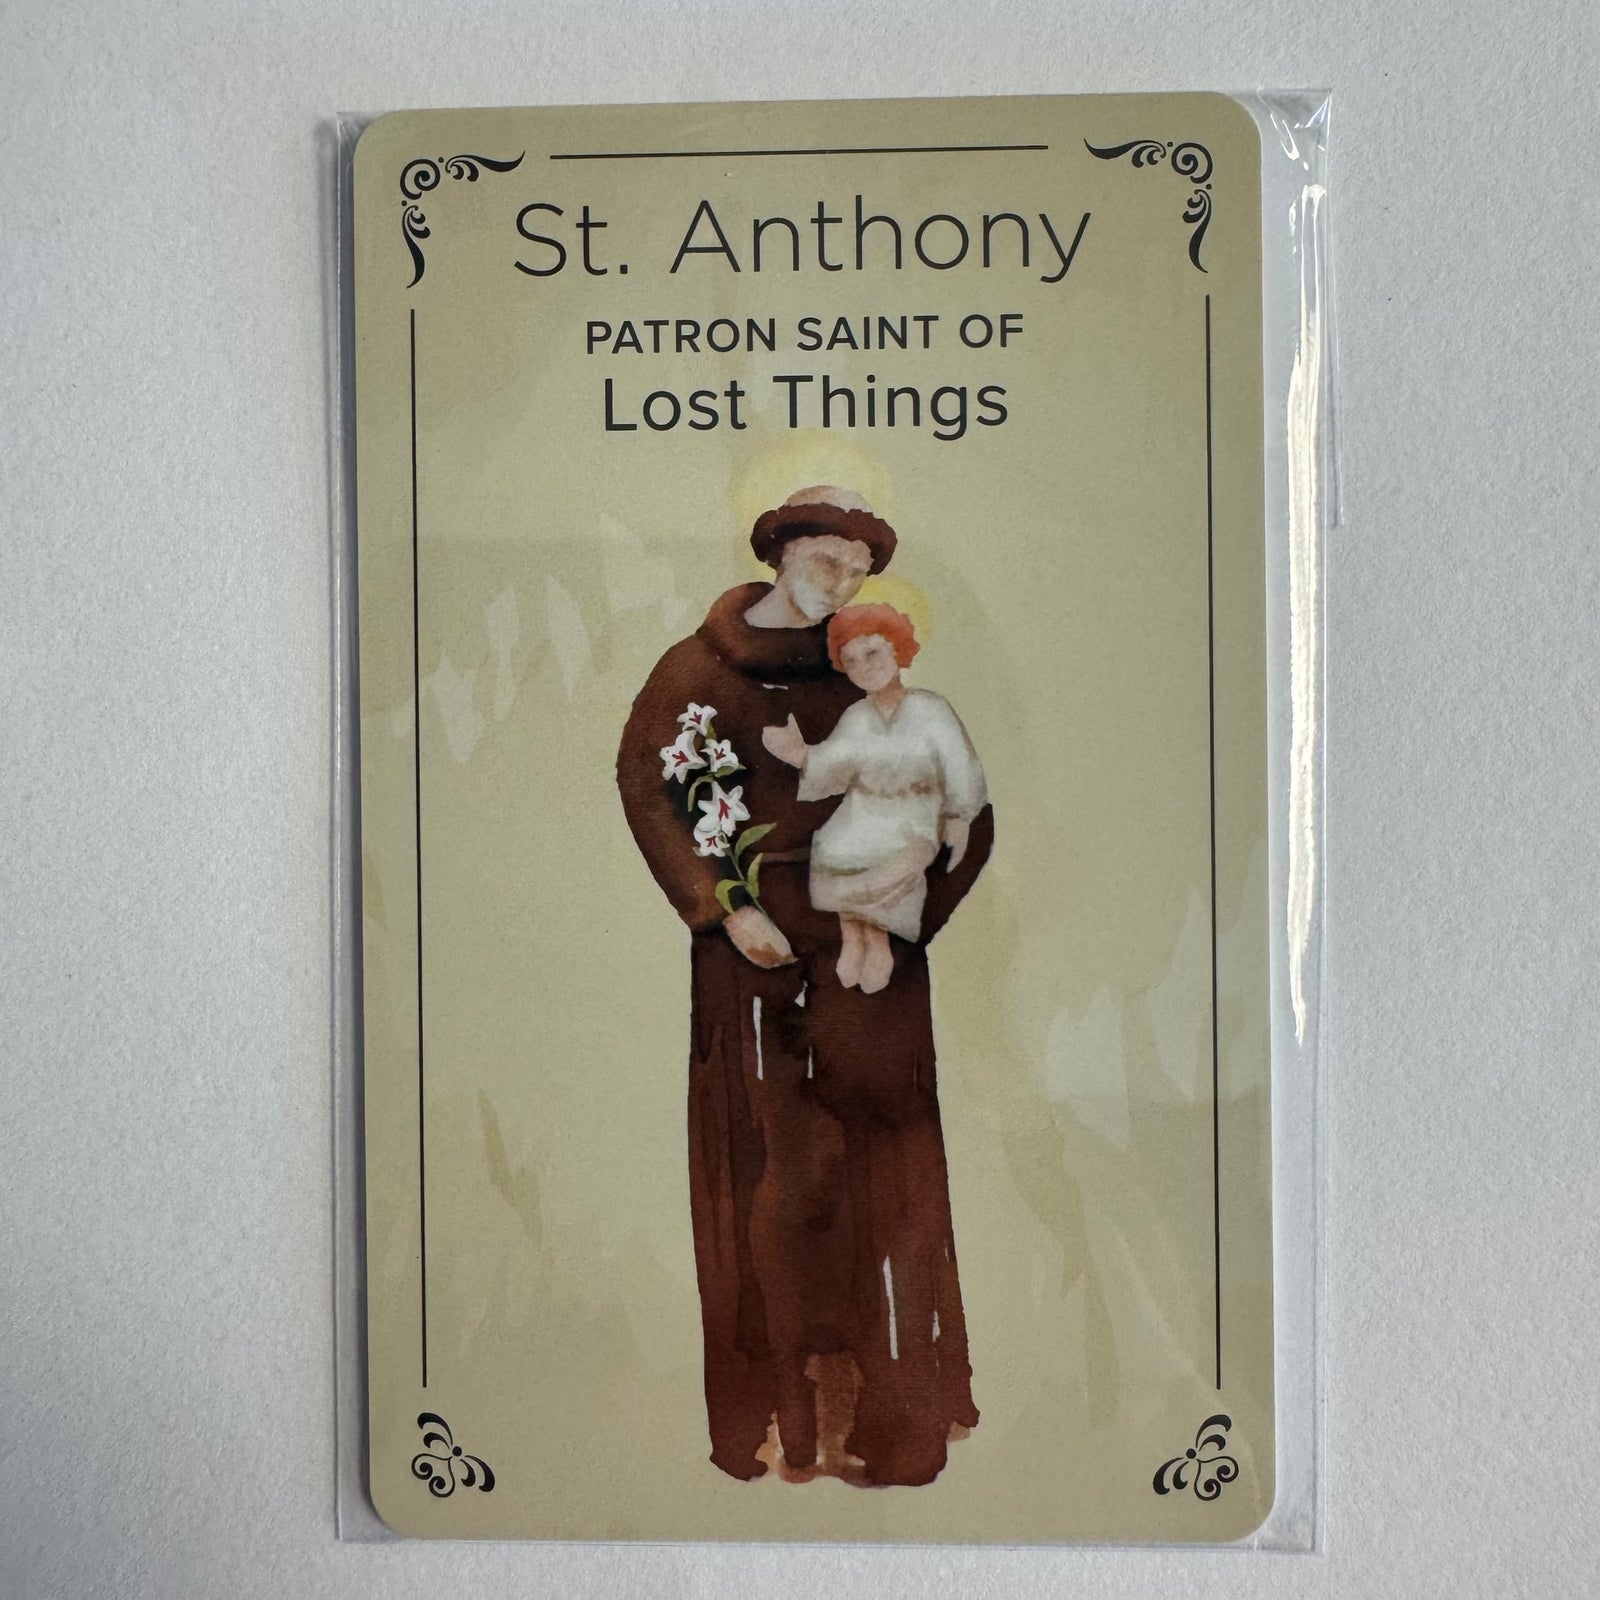 St. Anthony
PATRON SAINT OF
Lost Things